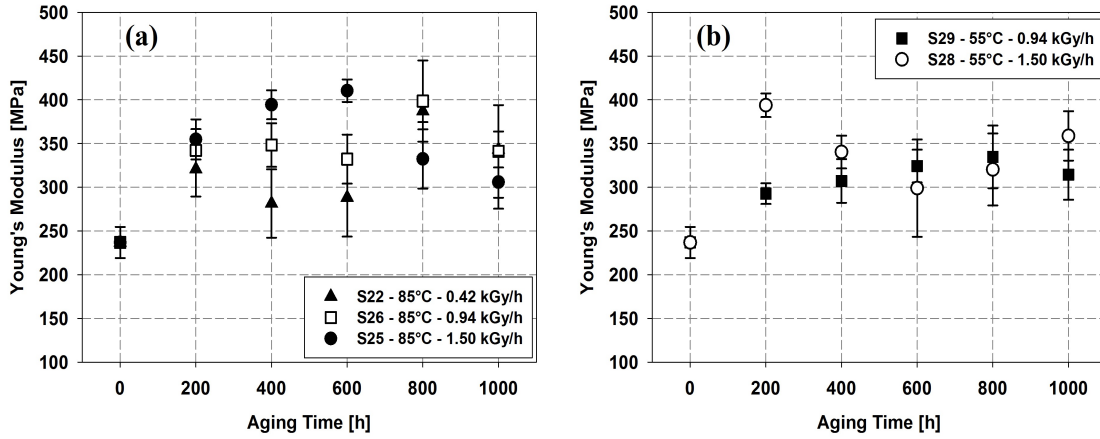 (a)
500
450
400
350
300
250
200
150
100
Young's Modulus [MPa]
S22 - 85°C - 0.42 kGy/h
S26 - 85°C - 0.94 kGy/h
S25 - 85°C - 1.50 kGy/h
0 200 400 600 800 1000
Aging Time [h]
(b)
500
450
400
350
300
250
200
150
100
Young's Modulus [MPa]
S29 - 55°C - 0.94 kGy/h
S28 - 55°C - 1.50 kGy/h
0 200 400 600 800 1000
Aging Time [h]